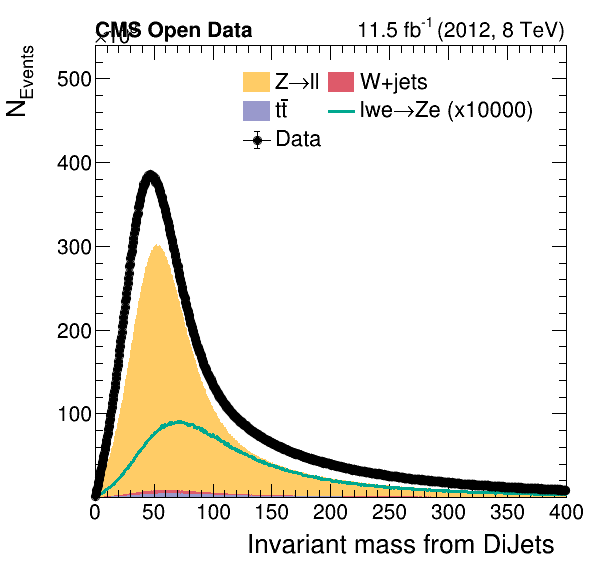 CMS Open Data 11.5 fb⁻¹ (2012, 8 TeV)
N_Events
Z→ll W+jets
tt̄ lwe→Ze (x10000)
Data
500
400
300
200
100
0 50 100 150 200 250 300 350 400
Invariant mass from DiJets